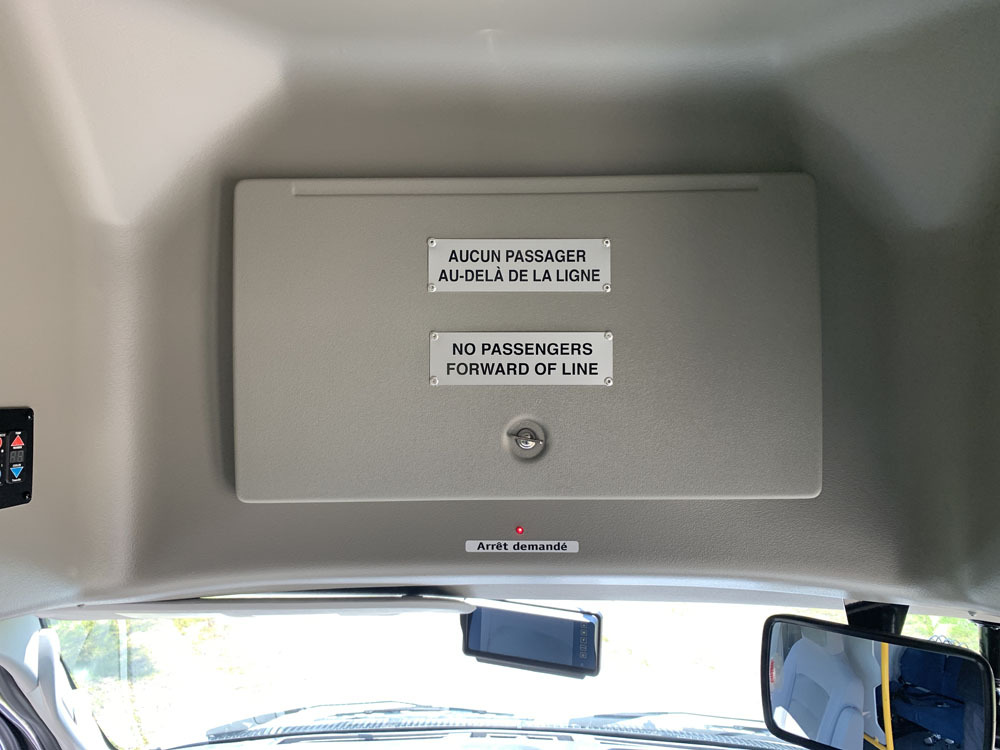 AUCUN PASSAGER
AU-DELÀ DE LA LIGNE
NO PASSENGERS
FORWARD OF LINE
Arrêt demandé